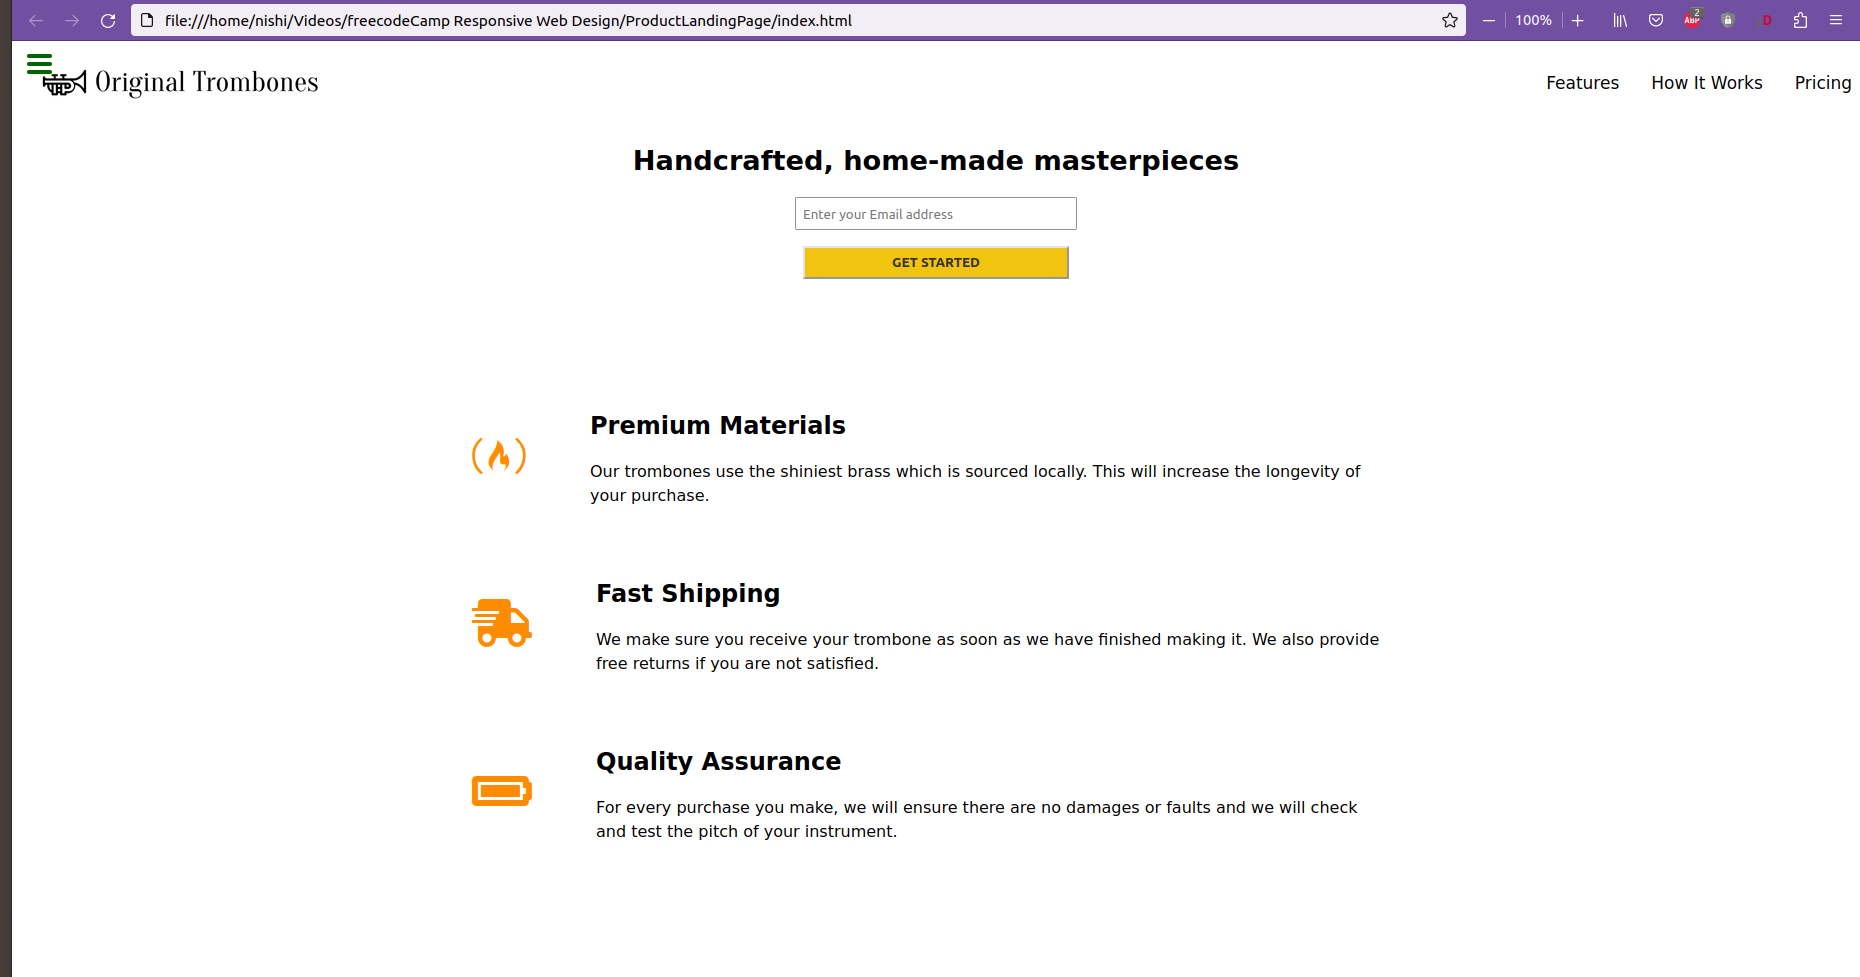 file:///home/nishi/Videos/freecodeCamp Responsive Web Design/ProductLandingPage/index.html
100%
2
ABP
D
THP Original Trombones
Features How It Works Pricing
Handcrafted, home-made masterpieces
Enter your Email address
GET STARTED
Premium Materials
Our trombones use the shiniest brass which is sourced locally. This will increase the longevity of
your purchase.
Fast Shipping
We make sure you receive your trombone as soon as we have finished making it. We also provide
free returns if you are not satisfied.
Quality Assurance
For every purchase you make, we will ensure there are no damages or faults and we will check
and test the pitch of your instrument.